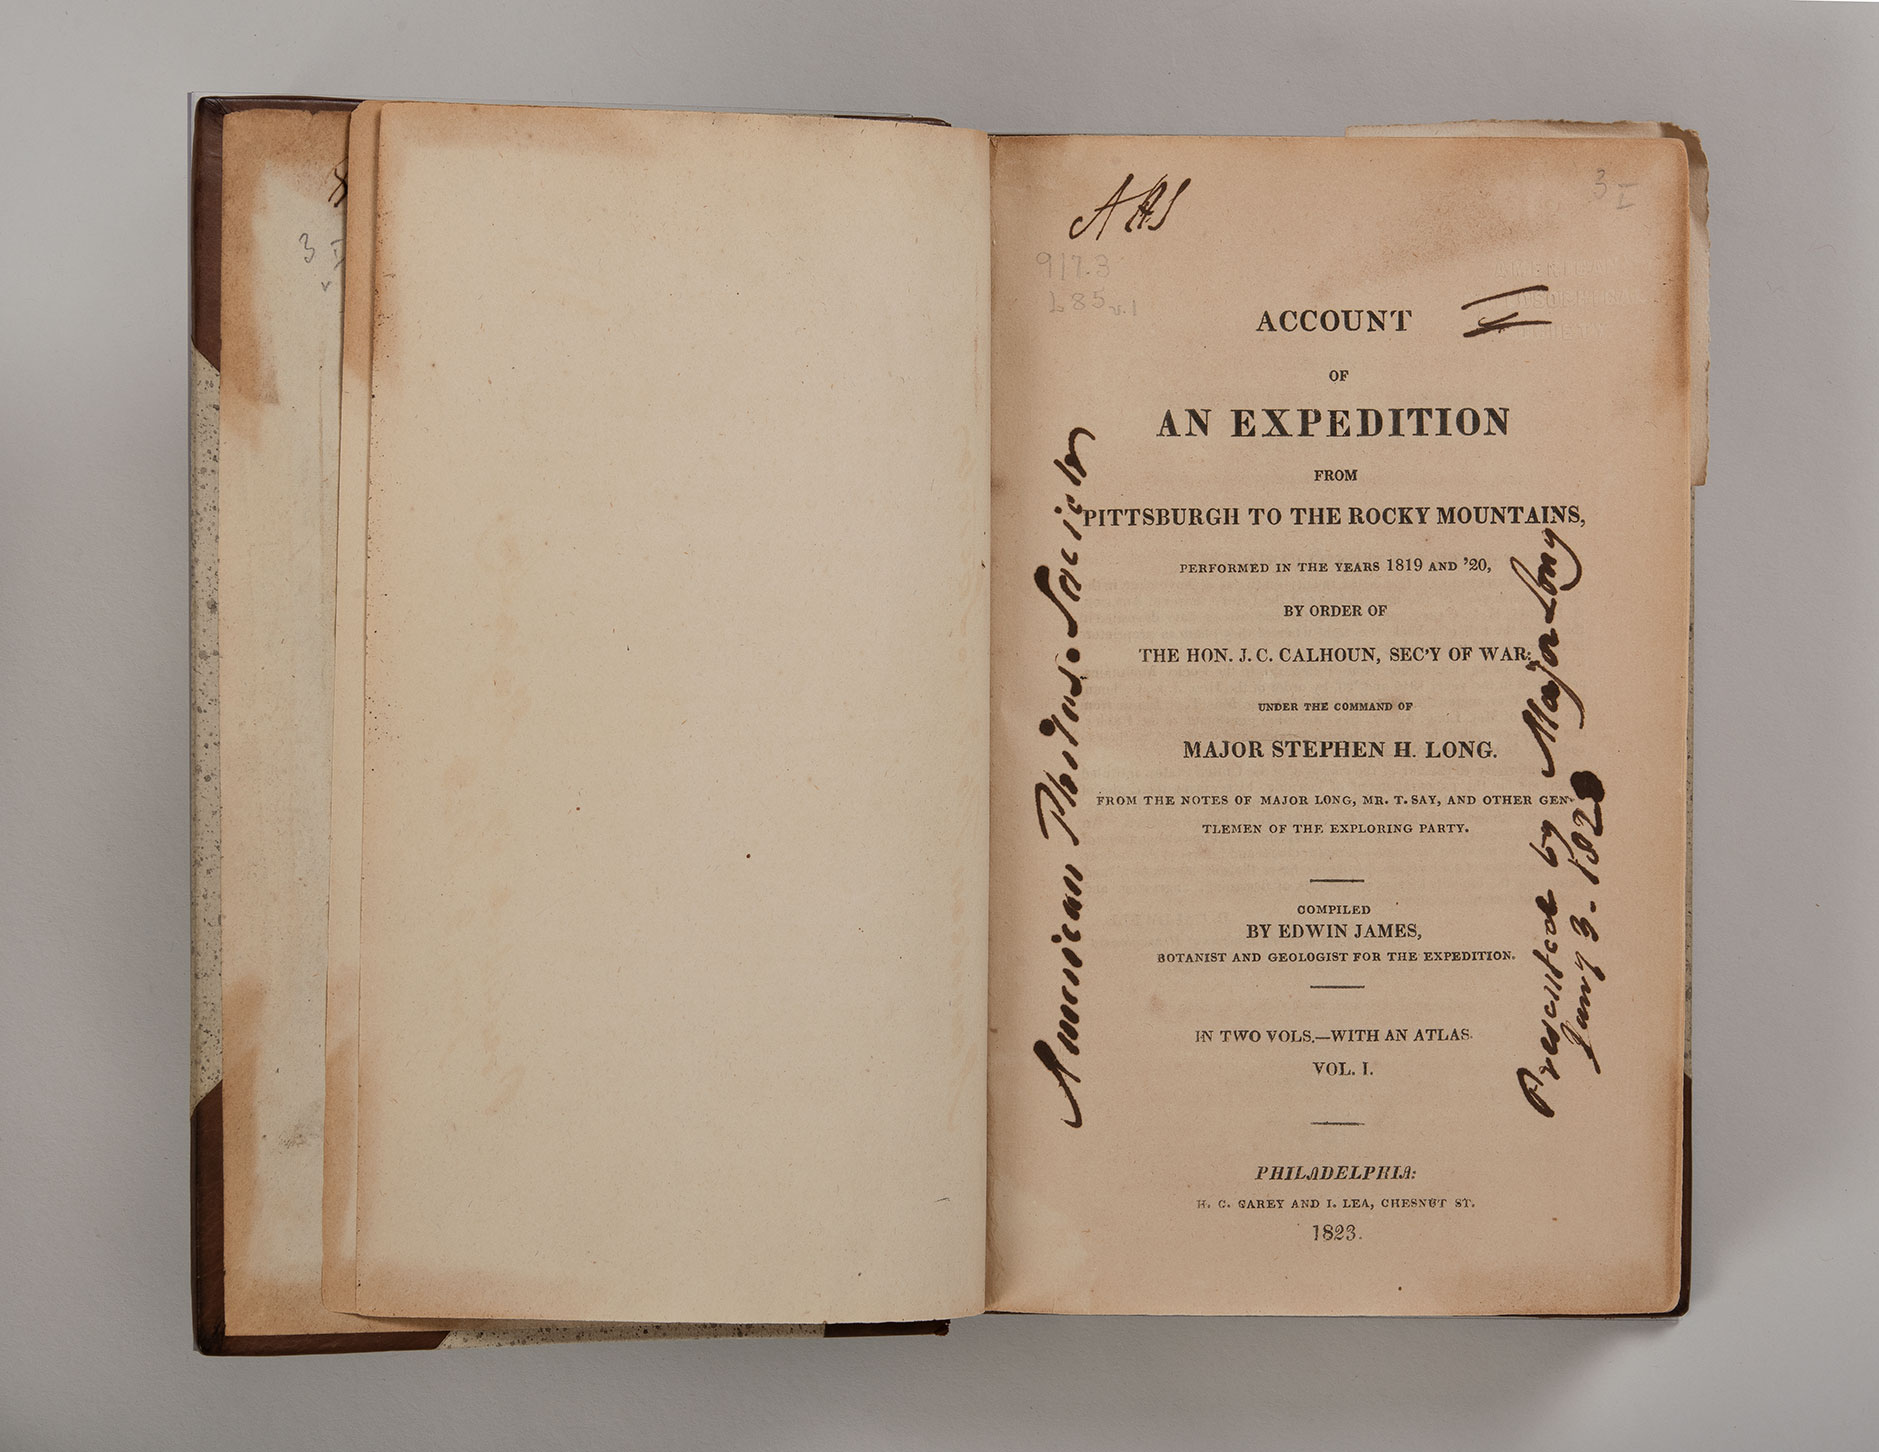 3 I
3 I
917.3
L85 v.1
AMERICAN
ACCOUNT
OF
AN EXPEDITION
FROM
PITTSBURGH TO THE ROCKY MOUNTAINS,
PERFORMED IN THE YEARS 1819 AND '20,
BY ORDER OF
THE HON. J. C. CALHOUN, SEC'Y OF WAR:
UNDER THE COMMAND OF
MAJOR STEPHEN H. LONG.
FROM THE NOTES OF MAJOR LONG, MR. T. SAY, AND OTHER GEN-
TLEMEN OF THE EXPLORING PARTY.
COMPILED
BY EDWIN JAMES,
BOTANIST AND GEOLOGIST FOR THE EXPEDITION.
IN TWO VOLS.—WITH AN ATLAS.
VOL. I.
PHILADELPHIA:
H. C. CAREY AND I. LEA, CHESNUT ST.
1823.
American Philos. Society
Presented by Major Long
Jany 3. 1823